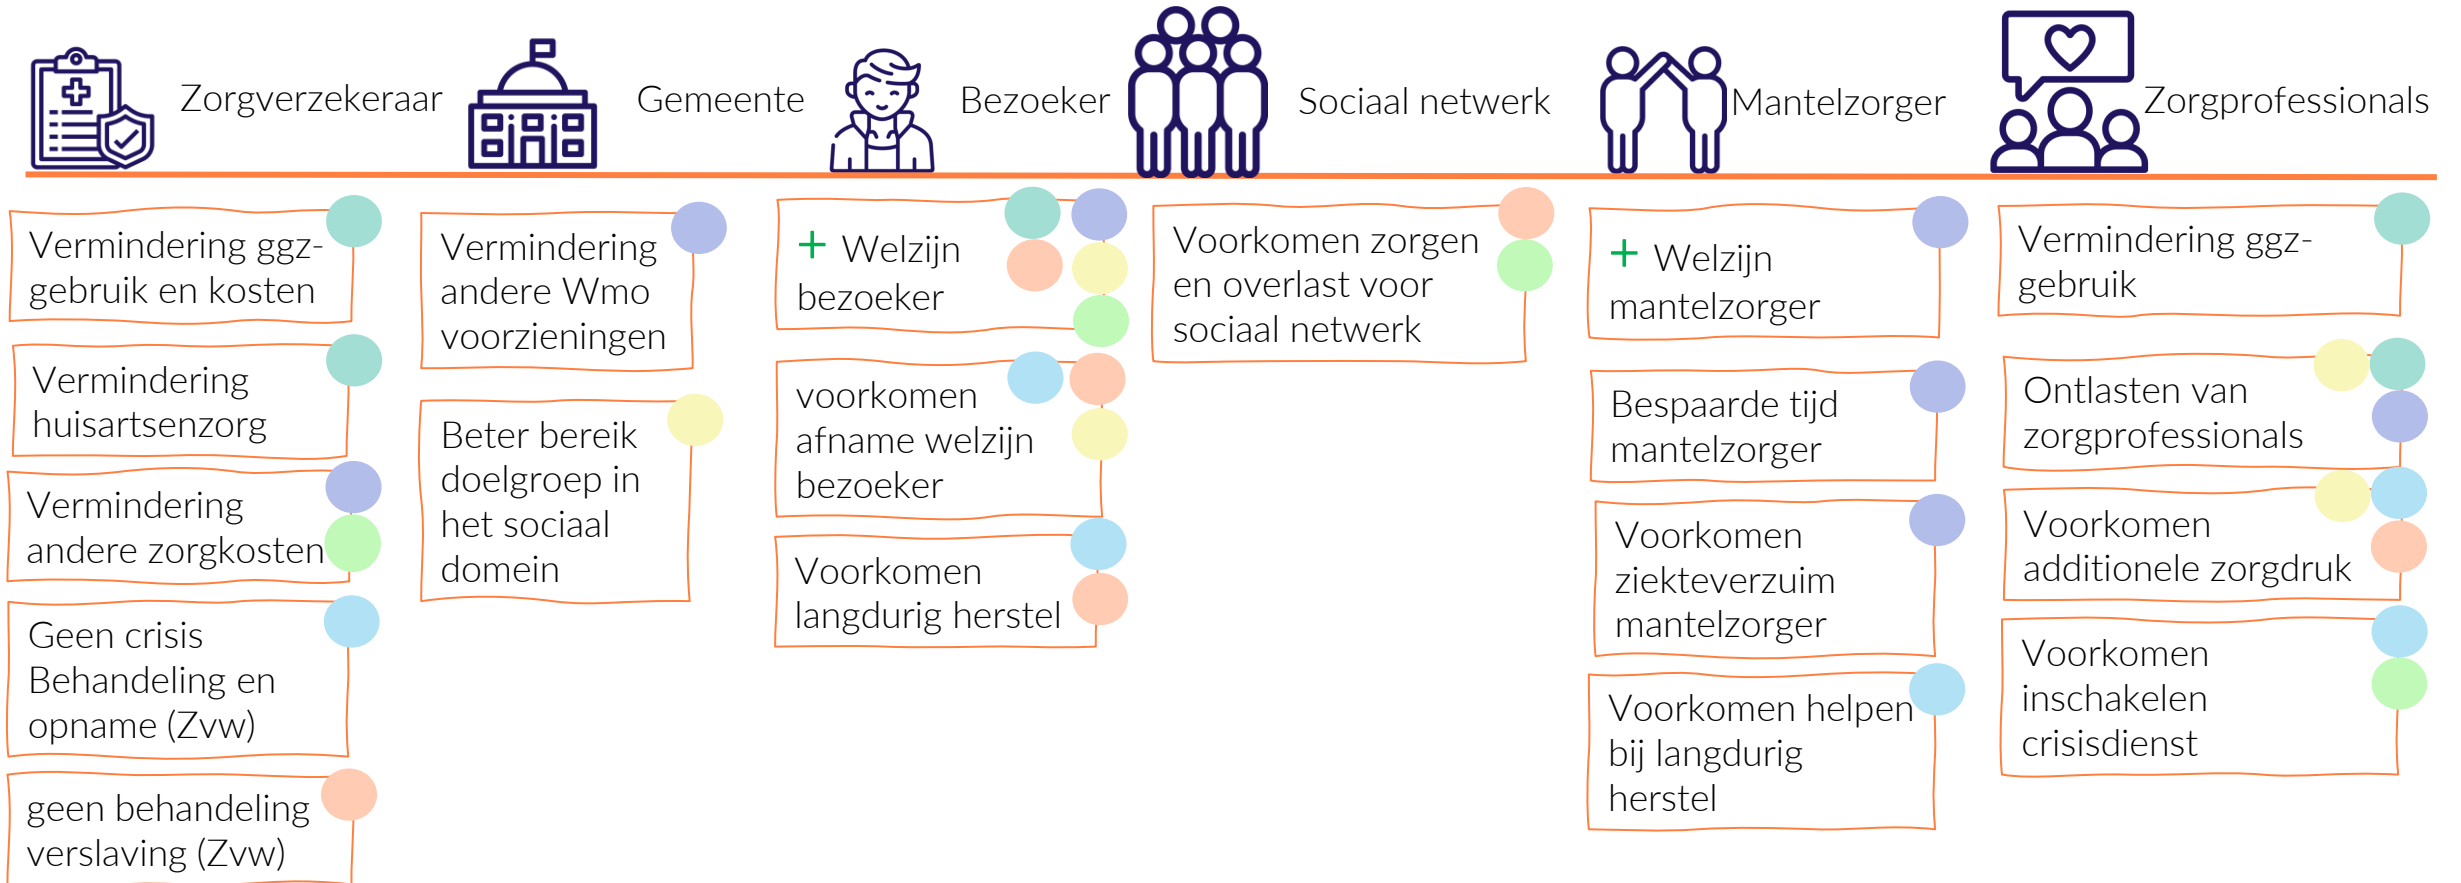 Zorgverzekeraar
Gemeente
Bezoeker
Sociaal netwerk
Mantelzorger
Zorgprofessionals
Vermindering ggz-
gebruik en kosten
Vermindering
huisartsenzorg
Vermindering
andere zorgkosten
Geen crisis
Behandeling en
opname (Zvw)
geen behandeling
verslaving (Zvw)
Vermindering
andere Wmo
voorzieningen
Beter bereik
doelgroep in
het sociaal
domein
+ Welzijn
bezoeker
voorkomen
afname welzijn
bezoeker
Voorkomen
langdurig herstel
Voorkomen zorgen
en overlast voor
sociaal netwerk
+ Welzijn
mantelzorger
Bespaarde tijd
mantelzorger
Voorkomen
ziekteverzuim
mantelzorger
Voorkomen helpen
bij langdurig
herstel
Vermindering ggz-
gebruik
Ontlasten van
zorgprofessionals
Voorkomen
additionele zorgdruk
Voorkomen
inschakelen
crisisdienst